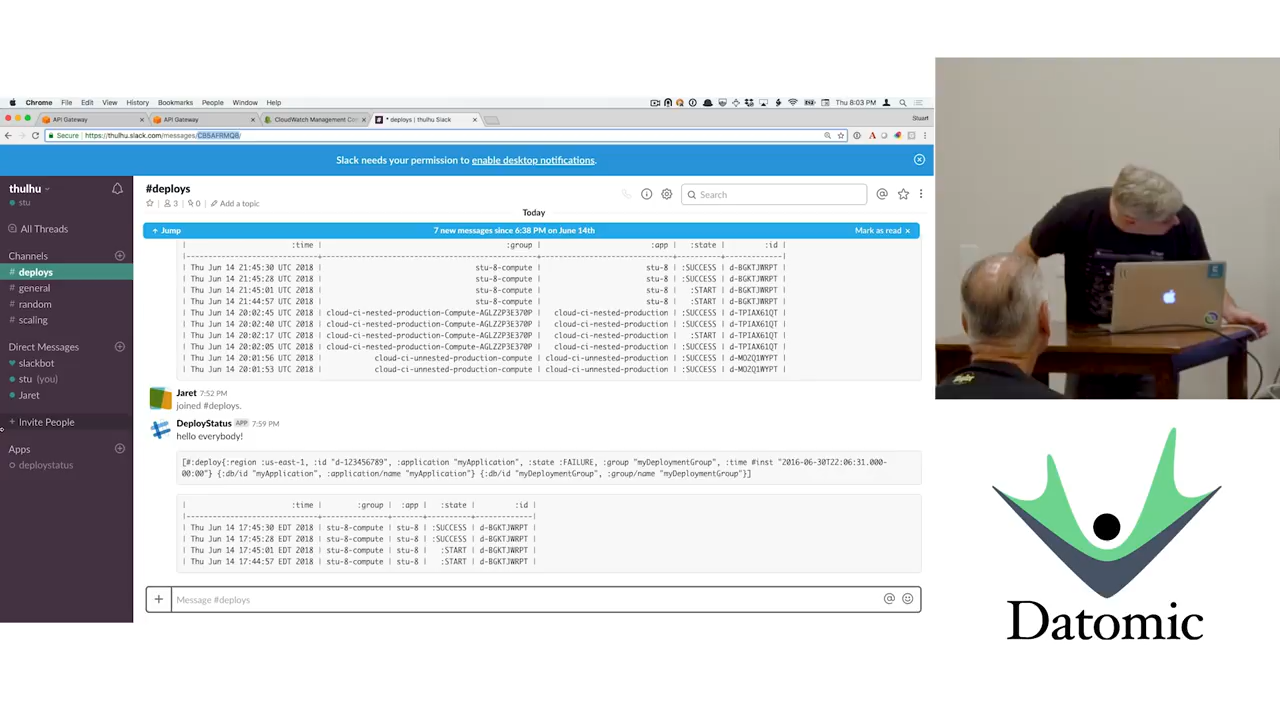 Chrome File Edit View History Bookmarks People Window Help Thu 8:03 PM
API Gateway API Gateway CloudWatch Management Con * deploys | thulhu Slack Stuart
Secure https://thulhu.slack.com/messages/CB5AFRMQ8/
Slack needs your permission to enable desktop notifications.
thulhu
stu
All Threads
Channels
# deploys
# general
# random
# scaling
Direct Messages
slackbot
stu (you)
Jaret
+ Invite People
Apps
deploystatus
#deploys
3 0 Add a topic
Search
Today
↑ Jump 7 new messages since 6:38 PM on June 14th Mark as read ×
| :time | :group | :app | :state | :id |
| Thu Jun 14 21:45:30 UTC 2018 | stu-8-compute | stu-8 | :SUCCESS | d-BGKTJWRPT |
| Thu Jun 14 21:45:28 UTC 2018 | stu-8-compute | stu-8 | :SUCCESS | d-BGKTJWRPT |
| Thu Jun 14 21:45:01 UTC 2018 | stu-8-compute | stu-8 | :START | d-BGKTJWRPT |
| Thu Jun 14 21:44:57 UTC 2018 | stu-8-compute | stu-8 | :START | d-BGKTJWRPT |
| Thu Jun 14 20:02:45 UTC 2018 | cloud-ci-nested-production-Compute-AGLZZP3E370P | cloud-ci-nested-production | :SUCCESS | d-TPIAX61QT |
| Thu Jun 14 20:02:40 UTC 2018 | cloud-ci-nested-production-Compute-AGLZZP3E370P | cloud-ci-nested-production | :SUCCESS | d-TPIAX61QT |
| Thu Jun 14 20:02:17 UTC 2018 | cloud-ci-nested-production-Compute-AGLZZP3E370P | cloud-ci-nested-production | :START | d-TPIAX61QT |
| Thu Jun 14 20:02:05 UTC 2018 | cloud-ci-nested-production-Compute-AGLZZP3E370P | cloud-ci-nested-production | :START | d-TPIAX61QT |
| Thu Jun 14 20:01:56 UTC 2018 | cloud-ci-unnested-production-compute | cloud-ci-unnested-production | :SUCCESS | d-MOZQ1WYPT |
| Thu Jun 14 20:01:53 UTC 2018 | cloud-ci-unnested-production-compute | cloud-ci-unnested-production | :SUCCESS | d-MOZQ1WYPT |
Jaret 7:52 PM
joined #deploys.
DeployStatus APP 7:59 PM
hello everybody!
[#:deploy{:region :us-east-1, :id "d-123456789", :application "myApplication", :state :FAILURE, :group "myDeploymentGroup", :time #inst "2016-06-30T22:06:31.000-
00:00"} {:db/id "myApplication", :application/name "myApplication"} {:db/id "myDeploymentGroup", :group/name "myDeploymentGroup"}]
| :time | :group | :app | :state | :id |
| Thu Jun 14 17:45:30 EDT 2018 | stu-8-compute | stu-8 | :SUCCESS | d-BGKTJWRPT |
| Thu Jun 14 17:45:28 EDT 2018 | stu-8-compute | stu-8 | :SUCCESS | d-BGKTJWRPT |
| Thu Jun 14 17:45:01 EDT 2018 | stu-8-compute | stu-8 | :START | d-BGKTJWRPT |
| Thu Jun 14 17:44:57 EDT 2018 | stu-8-compute | stu-8 | :START | d-BGKTJWRPT |
+ Message #deploys
Datomic